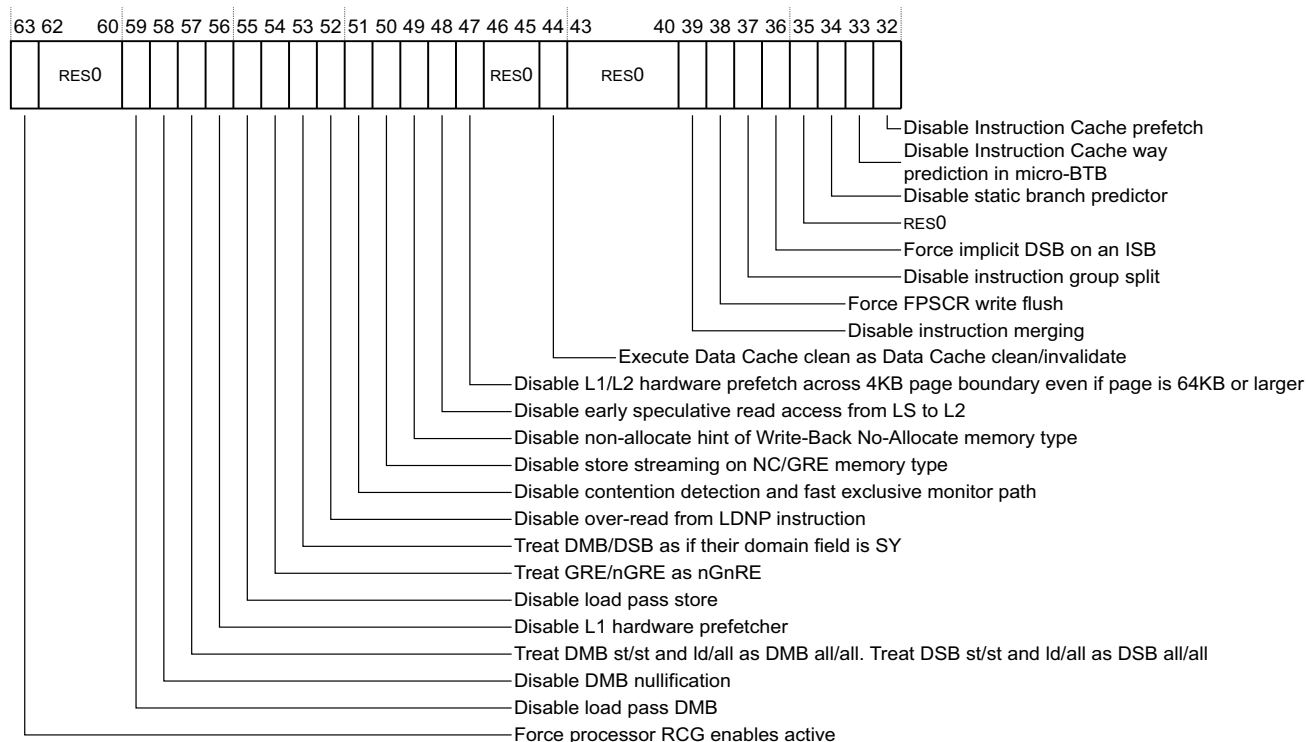 63 62 60 59 58 57 56 55 54 53 52 51 50 49 48 47 46 45 44 43 40 39 38 37 36 35 34 33 32
RES0 RES0 RES0
Disable Instruction Cache prefetch
Disable Instruction Cache way
prediction in micro-BTB
Disable static branch predictor
RES0
Force implicit DSB on an ISB
Disable instruction group split
Force FPSCR write flush
Disable instruction merging
Execute Data Cache clean as Data Cache clean/invalidate
Disable L1/L2 hardware prefetch across 4KB page boundary even if page is 64KB or larger
Disable early speculative read access from LS to L2
Disable non-allocate hint of Write-Back No-Allocate memory type
Disable store streaming on NC/GRE memory type
Disable contention detection and fast exclusive monitor path
Disable over-read from LDNP instruction
Treat DMB/DSB as if their domain field is SY
Treat GRE/nGRE as nGnRE
Disable load pass store
Disable L1 hardware prefetcher
Treat DMB st/st and ld/all as DMB all/all. Treat DSB st/st and ld/all as DSB all/all
Disable DMB nullification
Disable load pass DMB
Force processor RCG enables active